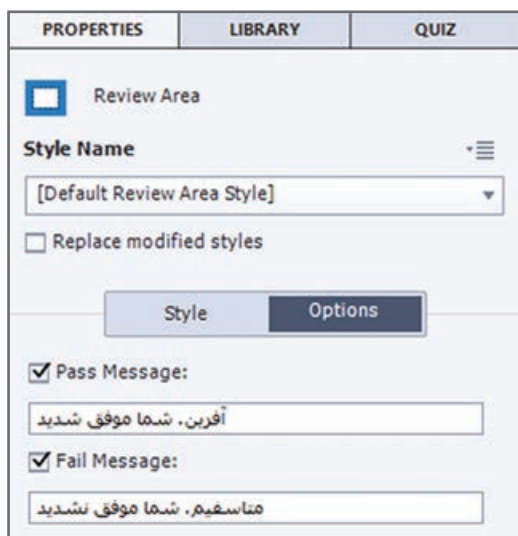 PROPERTIES LIBRARY QUIZ
Review Area
Style Name
[Default Review Area Style]
Replace modified styles
Style Options
Pass Message:
آفرین. شما موفق شدید
Fail Message:
متاسفیم. شما موفق نشدید